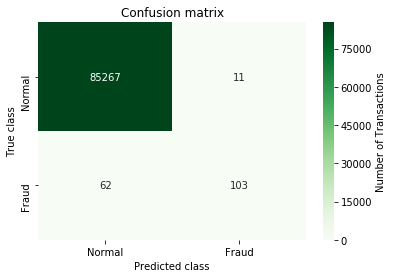 Confusion matrix
True class
Normal
85267
11
Fraud
62
103
Normal
Fraud
Predicted class
75000
60000
45000
30000
15000
0
Number of Transactions